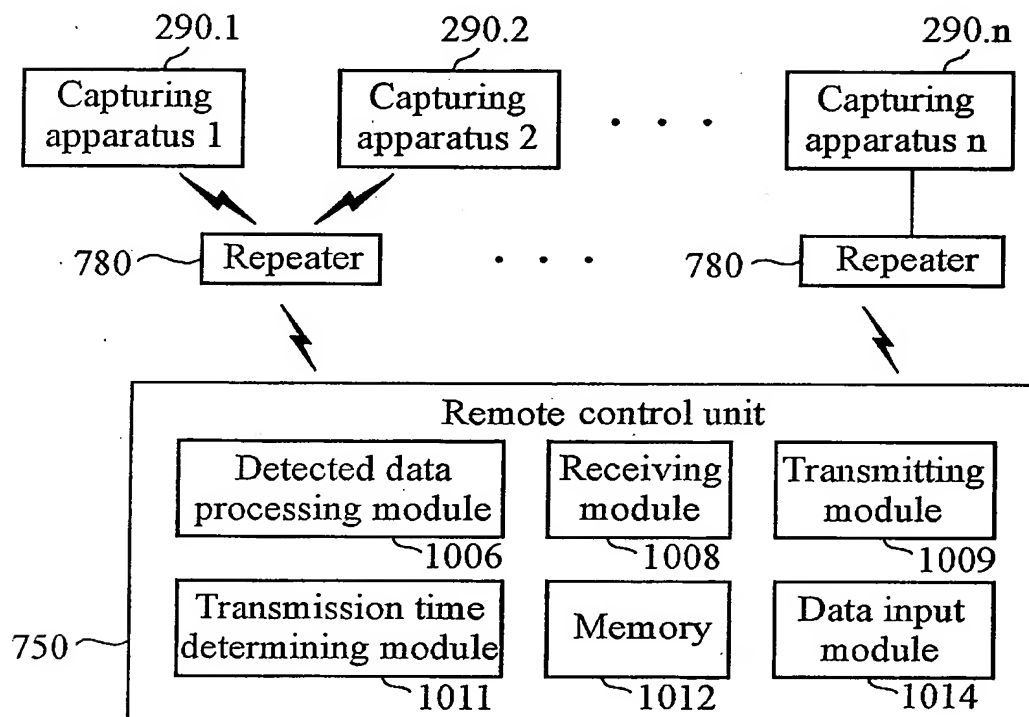 290.1
290.2
290.n
Capturing
apparatus 1
Capturing
apparatus 2
. . .
Capturing
apparatus n
780
Repeater
. . .
780
Repeater
Remote control unit
Detected data
processing module
1006
Receiving
module
1008
Transmitting
module
1009
750
Transmission time
determining module
1011
Memory
1012
Data input
module
1014